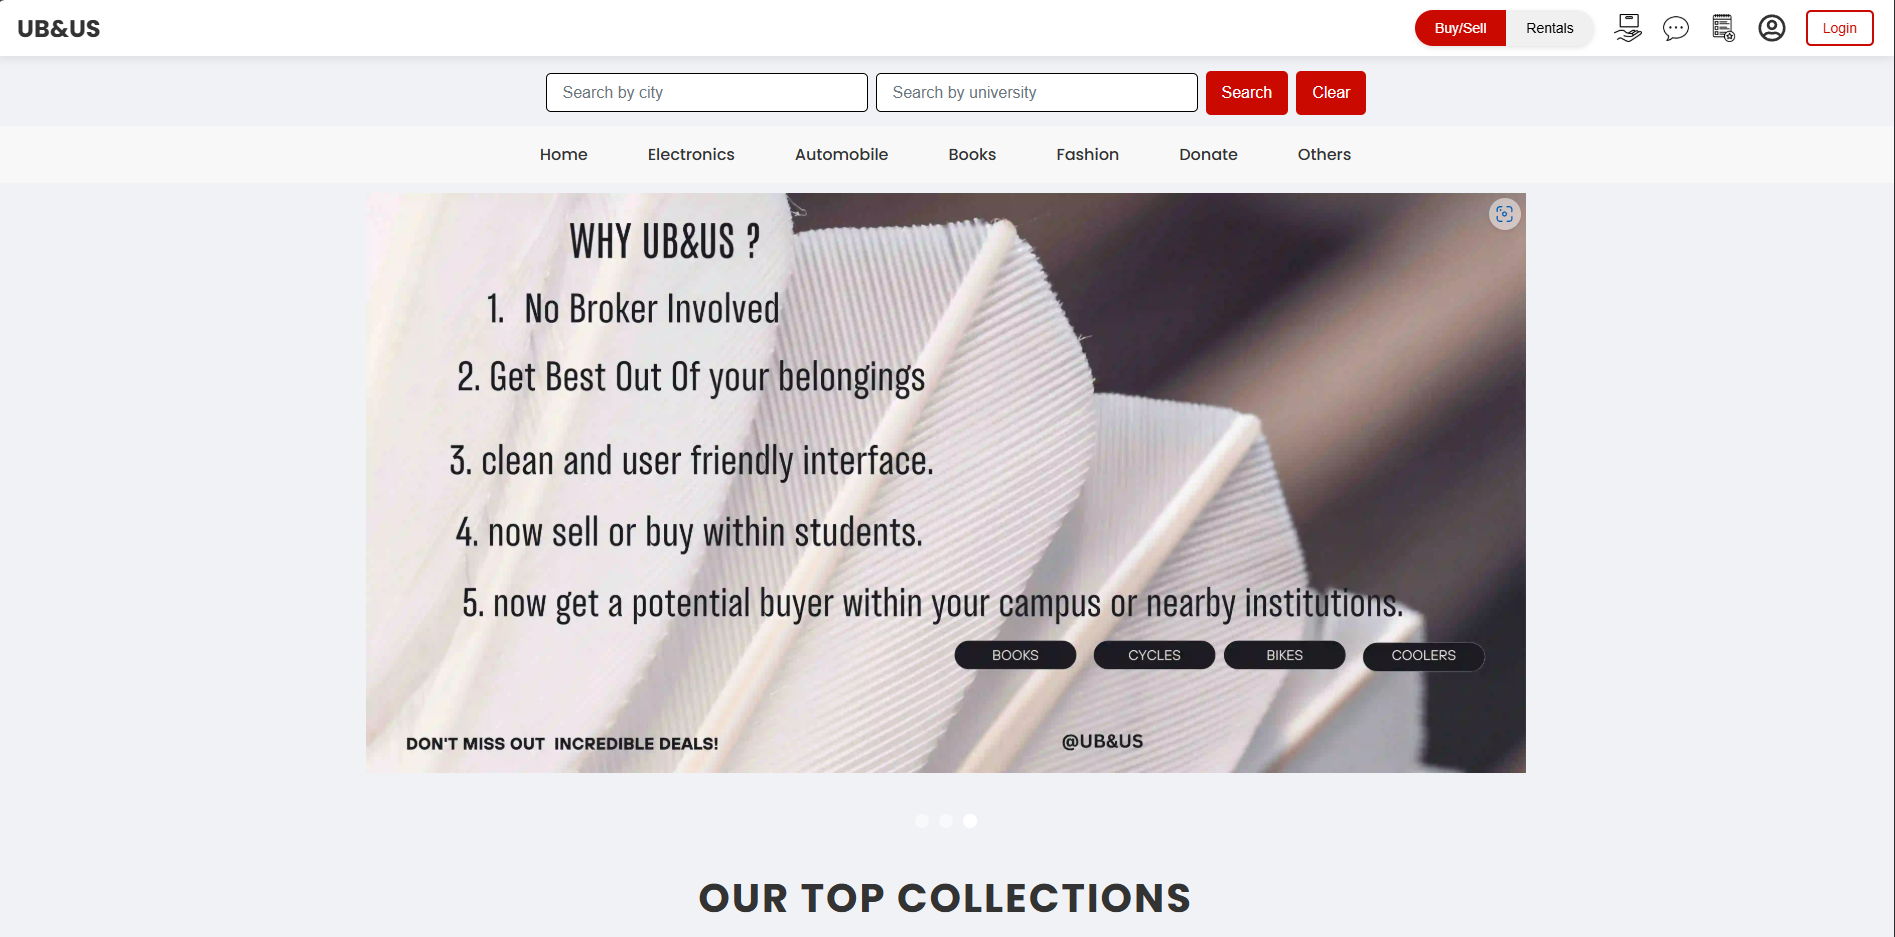 UB&US
Buy/Sell Rentals Login
Search by city Search by university Search Clear
Home Electronics Automobile Books Fashion Donate Others
WHY UB&US ?
1. No Broker Involved
2. Get Best Out Of your belongings
3. clean and user friendly interface.
4. now sell or buy within students.
5. now get a potential buyer within your campus or nearby institutions.
BOOKS CYCLES BIKES COOLERS
DON'T MISS OUT INCREDIBLE DEALS! @UB&US
OUR TOP COLLECTIONS